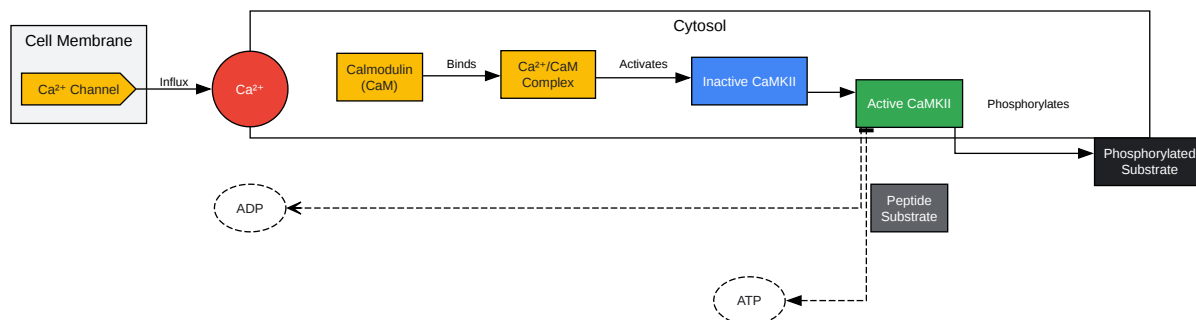 Cytosol
Cell Membrane
Ca²⁺ Channel
Influx
Ca²⁺
Calmodulin
(CaM)
Binds
Ca²⁺/CaM
Complex
Activates
Inactive CaMKII
Active CaMKII
Phosphorylates
Phosphorylated
Substrate
Peptide
Substrate
ADP
ATP